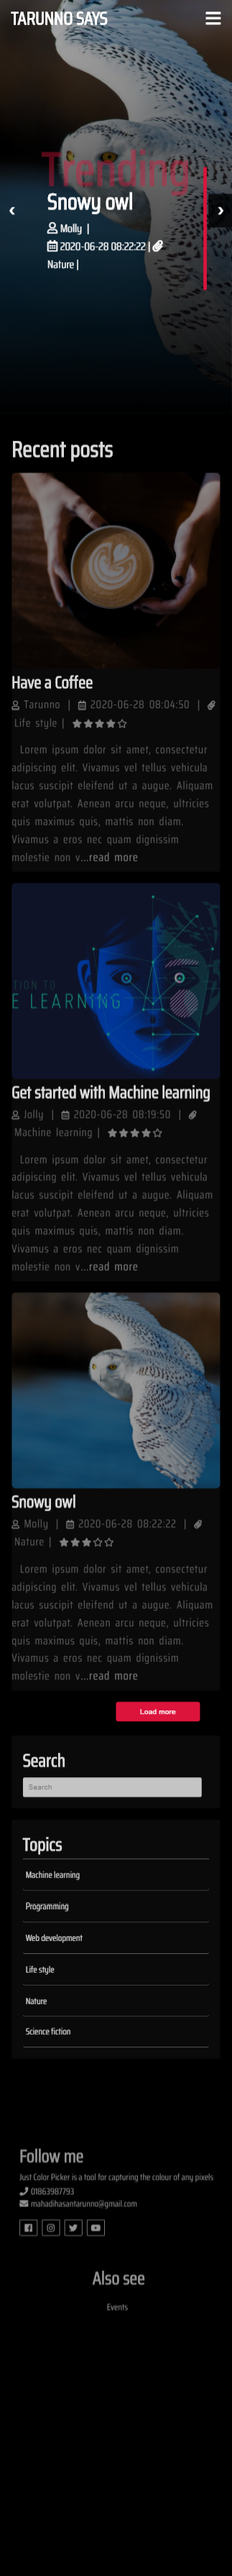 TARUNNO SAYS
Trending
Snowy owl
Molly |
2020-06-28 08:22:22 |
Nature |
Recent posts
Have a Coffee
Tarunno | 2020-06-28 08:04:50 |
Life style |
Lorem ipsum dolor sit amet, consectetur
adipiscing elit. Vivamus vel tellus vehicula
lacus suscipit eleifend ut a augue. Aliquam
erat volutpat. Aenean arcu neque, ultricies
quis maximus quis, mattis non diam.
Vivamus a eros nec quam dignissim
molestie non v...read more
TION TO
E LEARNING
Get started with Machine learning
Jolly | 2020-06-28 08:19:50 |
Machine learning |
Lorem ipsum dolor sit amet, consectetur
adipiscing elit. Vivamus vel tellus vehicula
lacus suscipit eleifend ut a augue. Aliquam
erat volutpat. Aenean arcu neque, ultricies
quis maximus quis, mattis non diam.
Vivamus a eros nec quam dignissim
molestie non v...read more
Snowy owl
Molly | 2020-06-28 08:22:22 |
Nature |
Lorem ipsum dolor sit amet, consectetur
adipiscing elit. Vivamus vel tellus vehicula
lacus suscipit eleifend ut a augue. Aliquam
erat volutpat. Aenean arcu neque, ultricies
quis maximus quis, mattis non diam.
Vivamus a eros nec quam dignissim
molestie non v...read more
Load more
Search
Search
Topics
Machine learning
Programming
Web development
Life style
Nature
Science fiction
Follow me
Just Color Picker is a tool for capturing the colour of any pixels
01863987793
mahadihasantarunno@gmail.com
Also see
Events